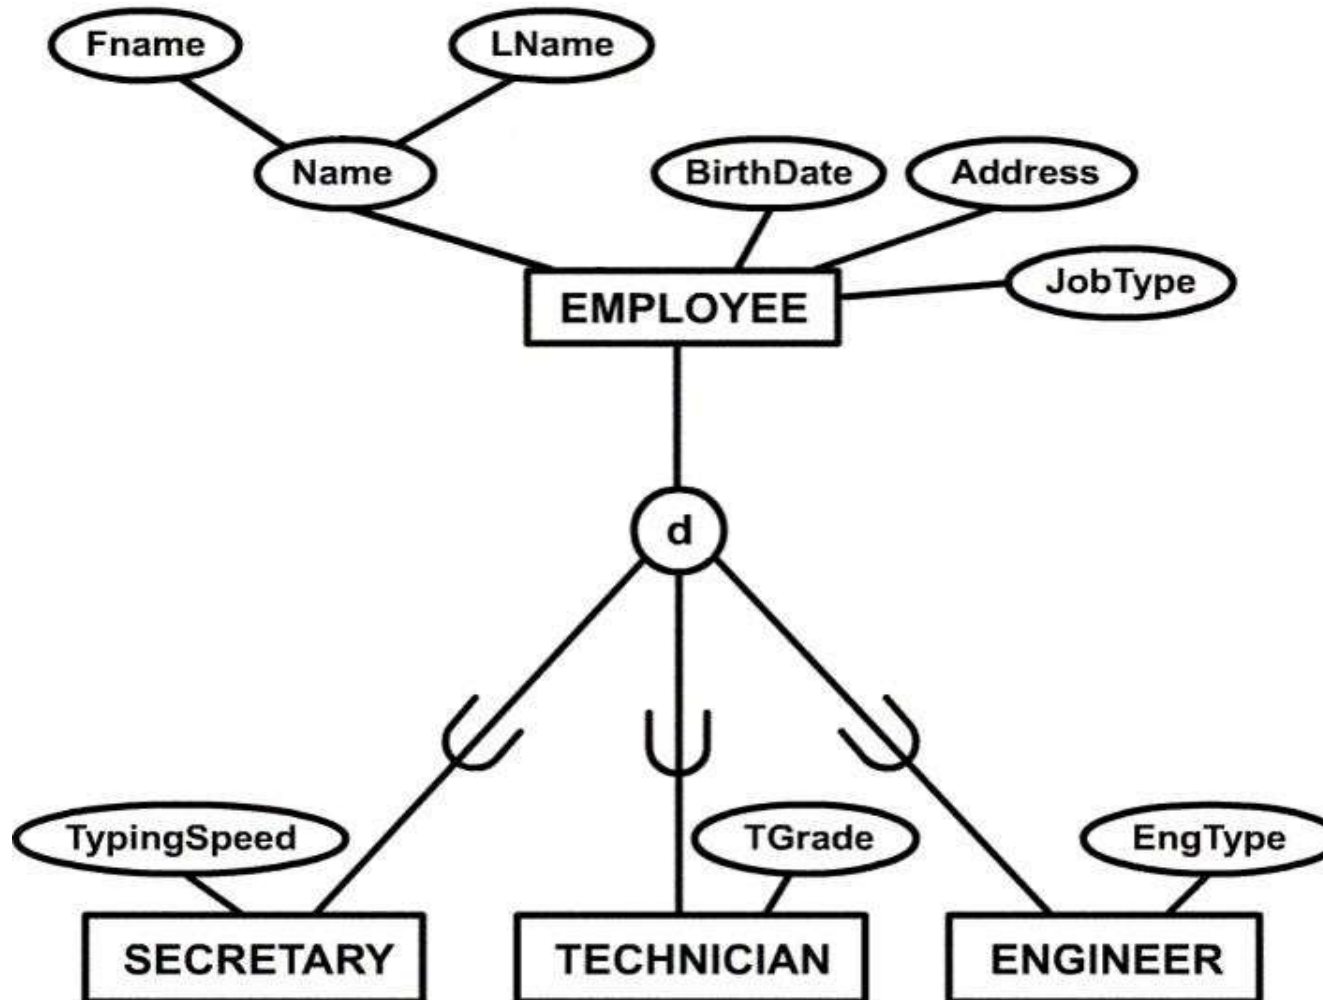 Fname
LName
Name
BirthDate
Address
JobType
EMPLOYEE
d
TypingSpeed
TGrade
EngType
SECRETARY
TECHNICIAN
ENGINEER